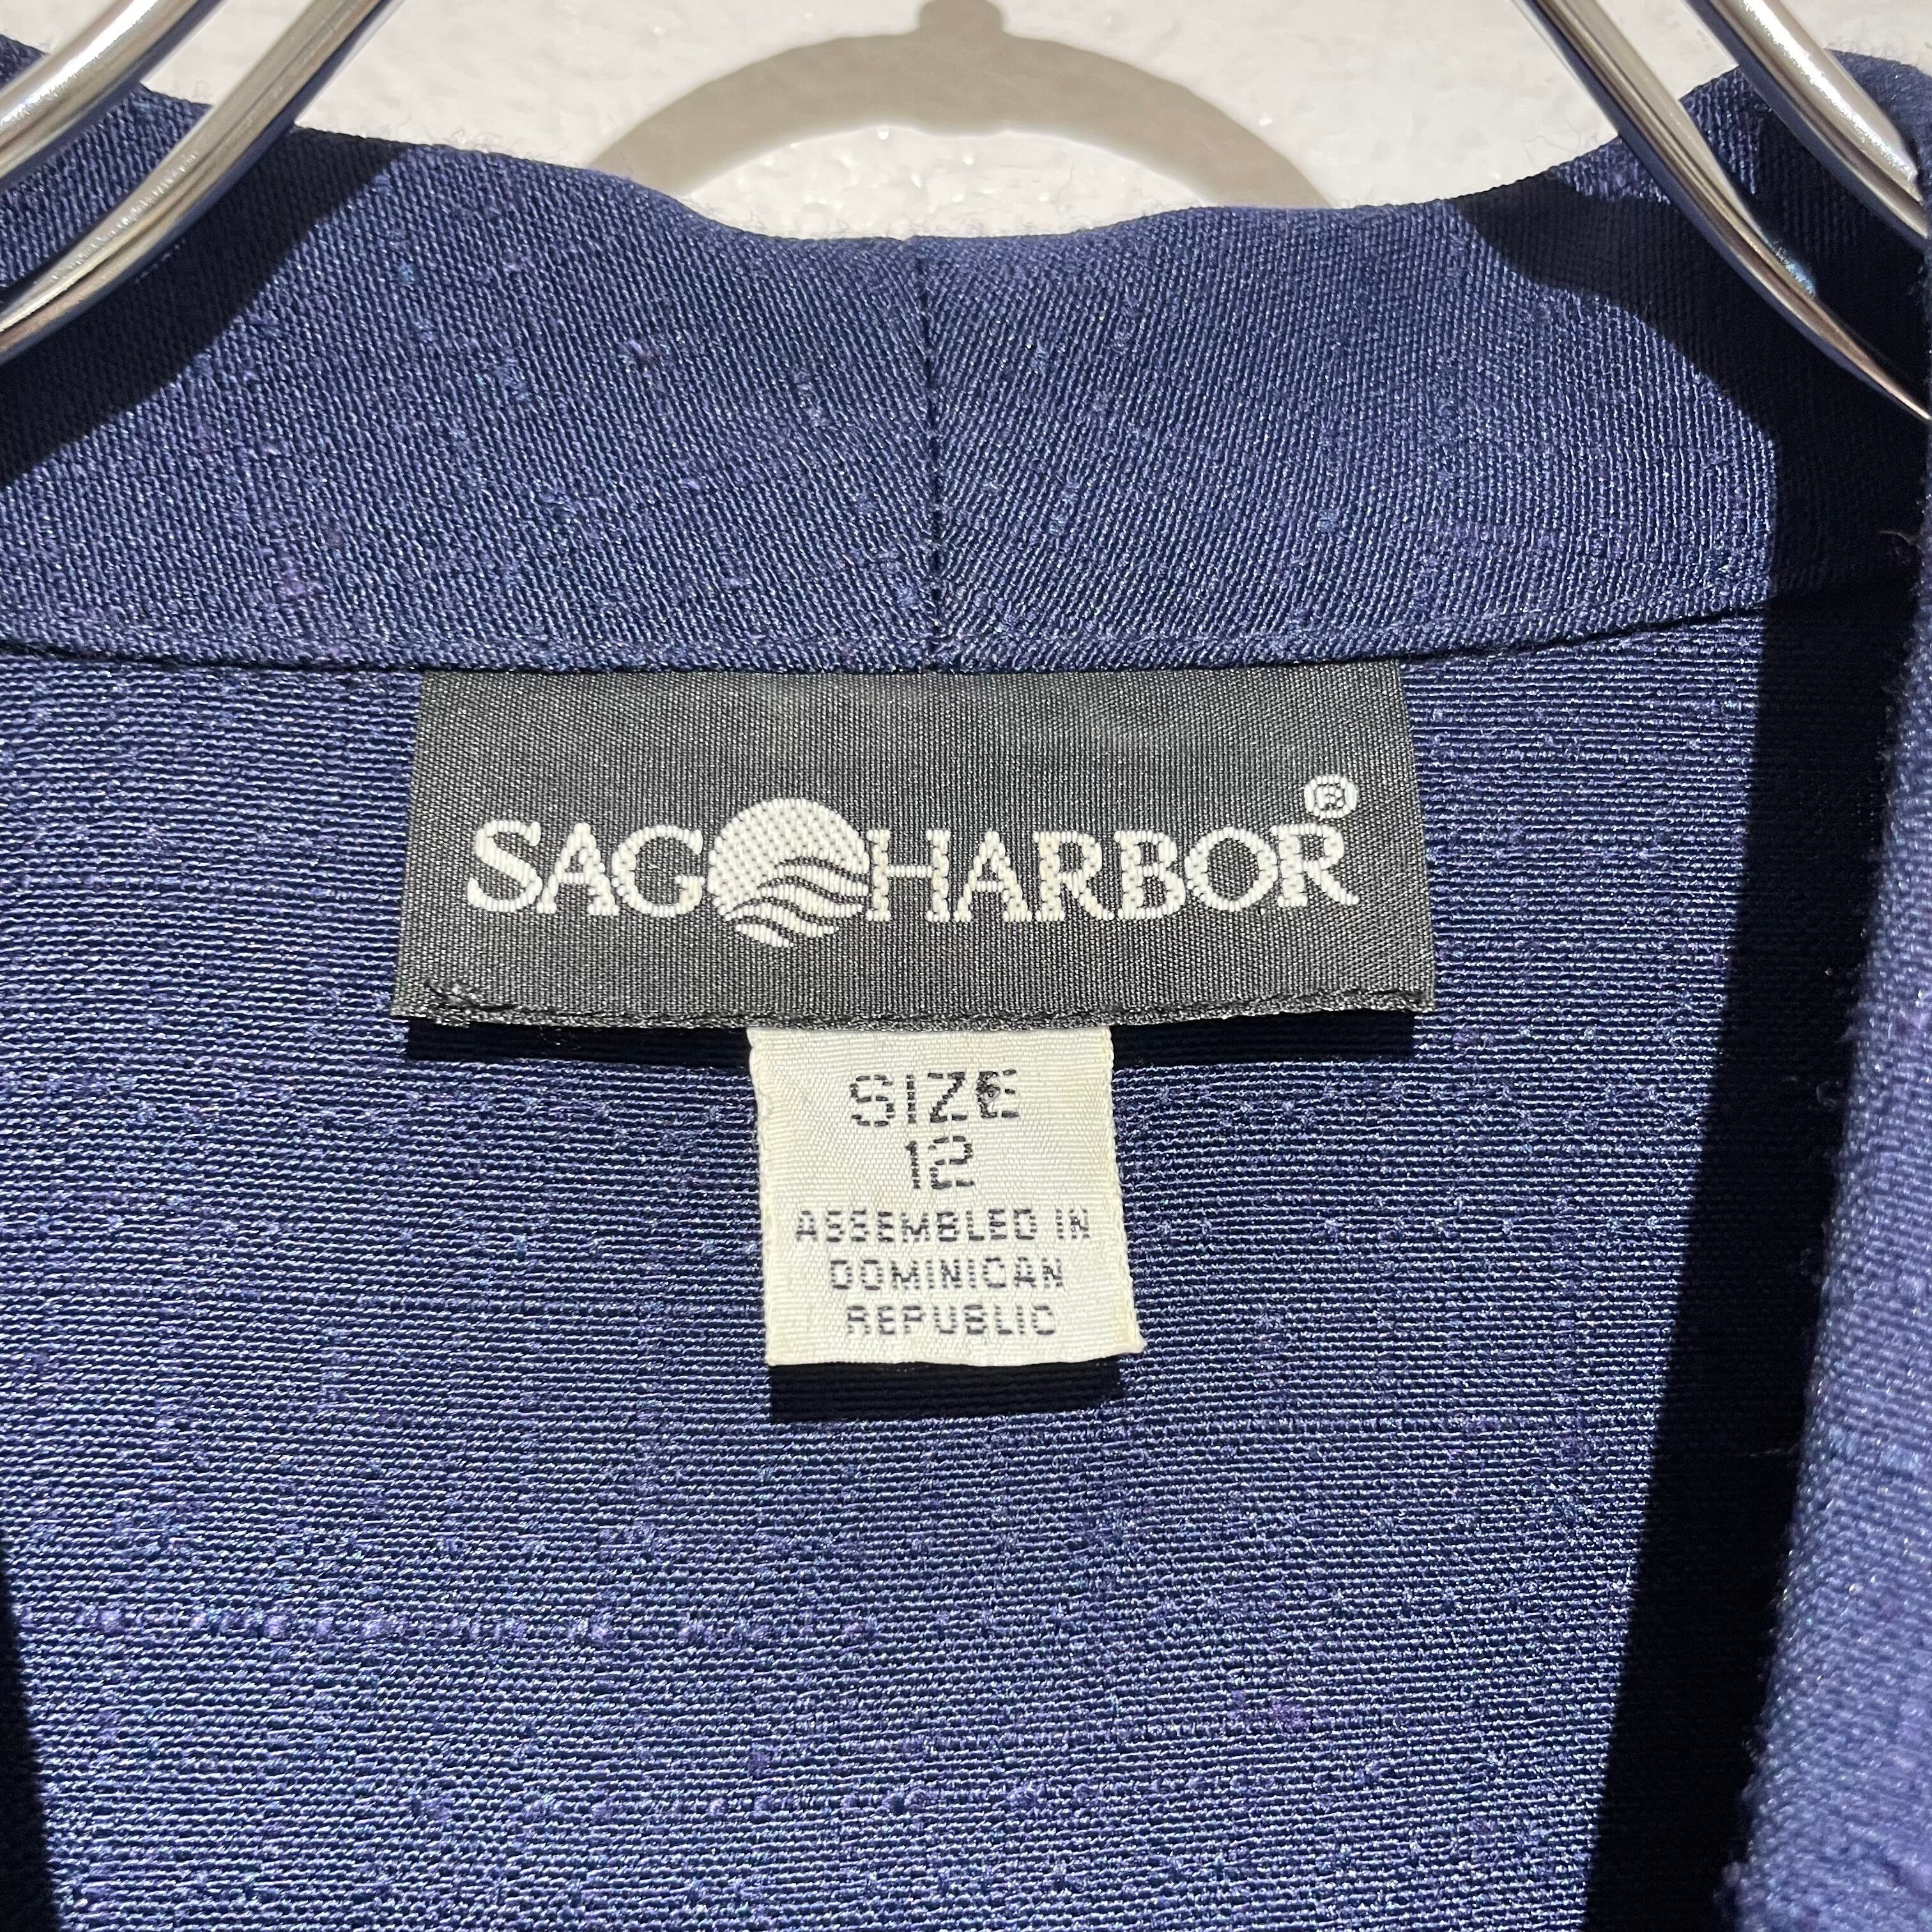 SAG HARBOR®
SIZE
12
ASSEMBLED IN
DOMINICAN
REPUBLIC